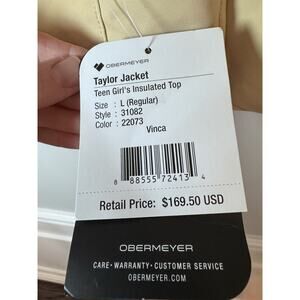 OBERMEYER
Taylor Jacket
Teen Girl's Insulated Top
Size : L (Regular)
Style : 31082
Color : 22073
Vinca
8 88555 72413 4
Retail Price: $169.50 USD
OBERMEYER
CARE · WARRANTY · CUSTOMER SERVICE
OBERMEYER.COM